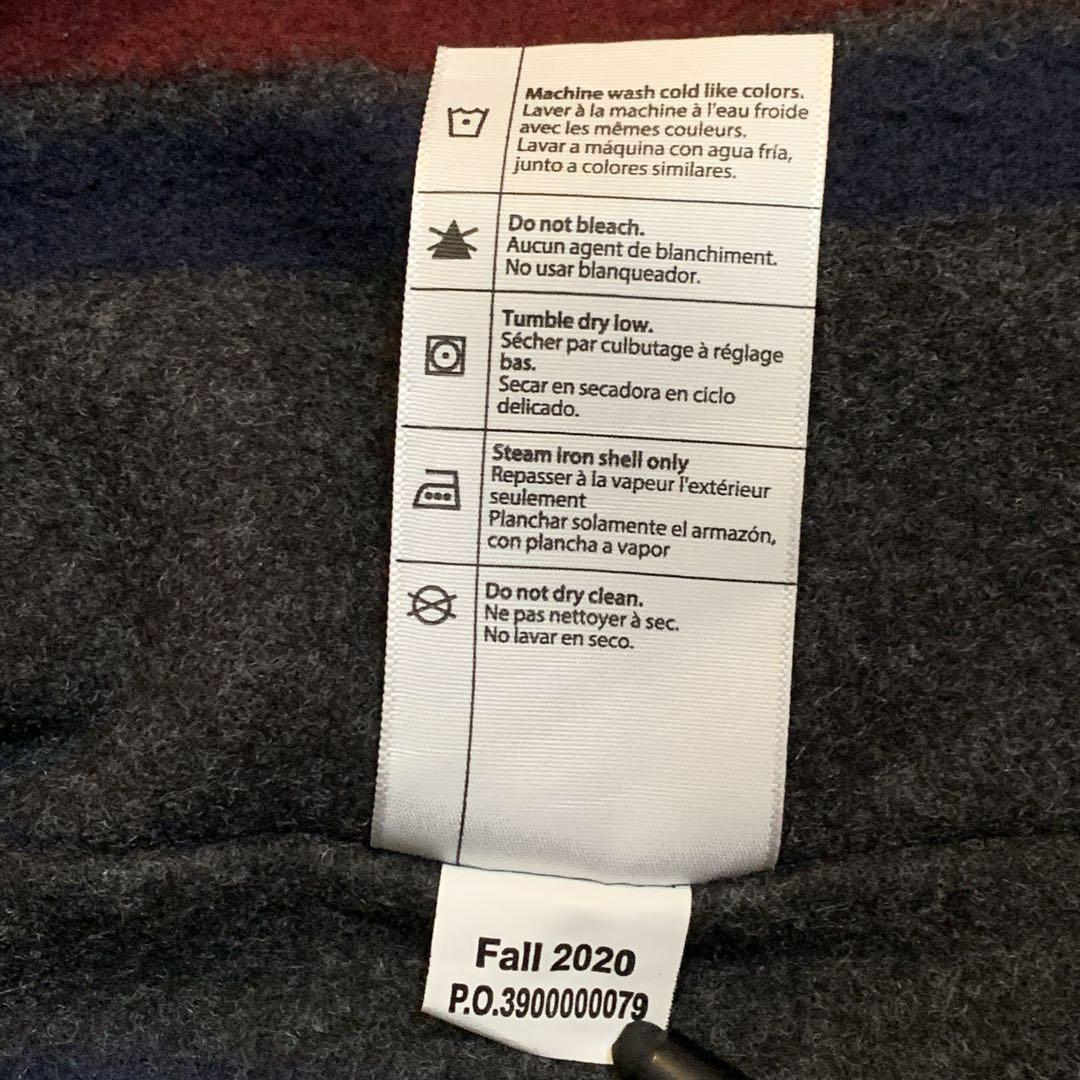 Machine wash cold like colors.
Laver à la machine à l'eau froide
avec les mêmes couleurs.
Lavar a máquina con agua fría,
junto a colores similares.
Do not bleach.
Aucun agent de blanchiment.
No usar blanqueador.
Tumble dry low.
Sécher par culbutage à réglage
bas.
Secar en secadora en ciclo
delicado.
Steam iron shell only
Repasser à la vapeur l'extérieur
seulement
Planchar solamente el armazón,
con plancha a vapor
Do not dry clean.
Ne pas nettoyer à sec.
No lavar en seco.
Fall 2020
P.O.3900000079